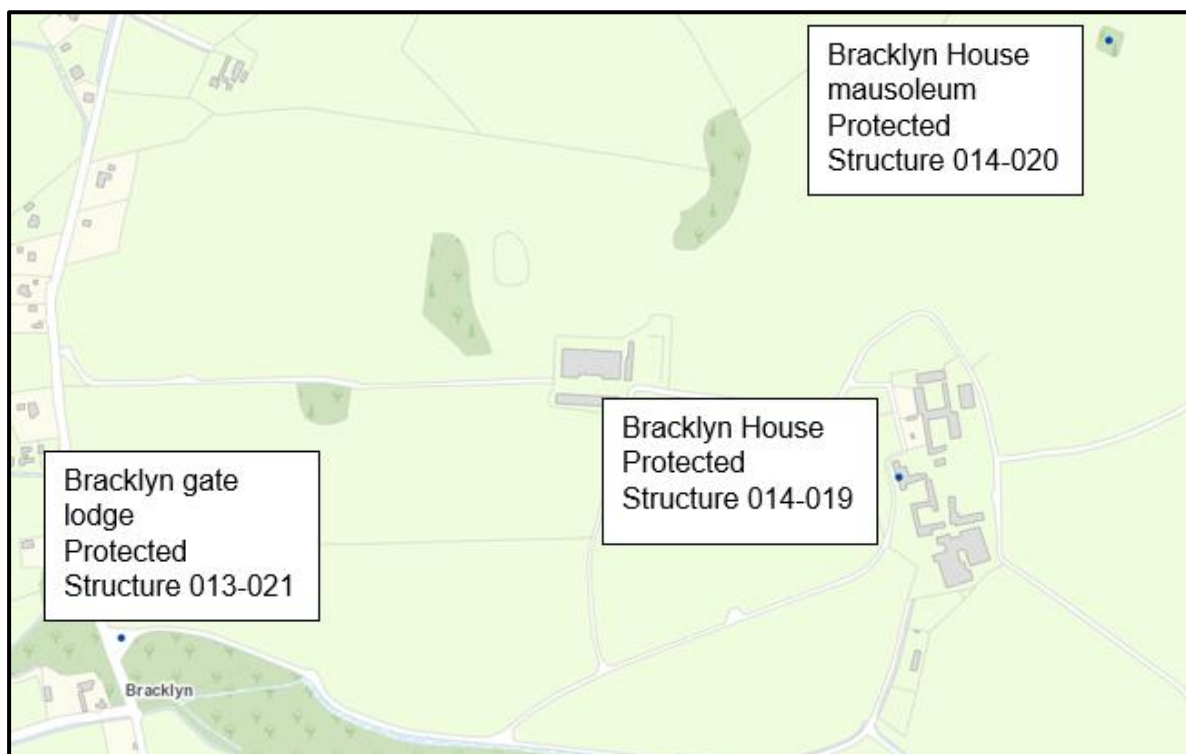 Bracklyn House
mausoleum
Protected
Structure 014-020
Bracklyn House
Protected
Structure 014-019
Bracklyn gate
lodge
Protected
Structure 013-021
Bracklyn